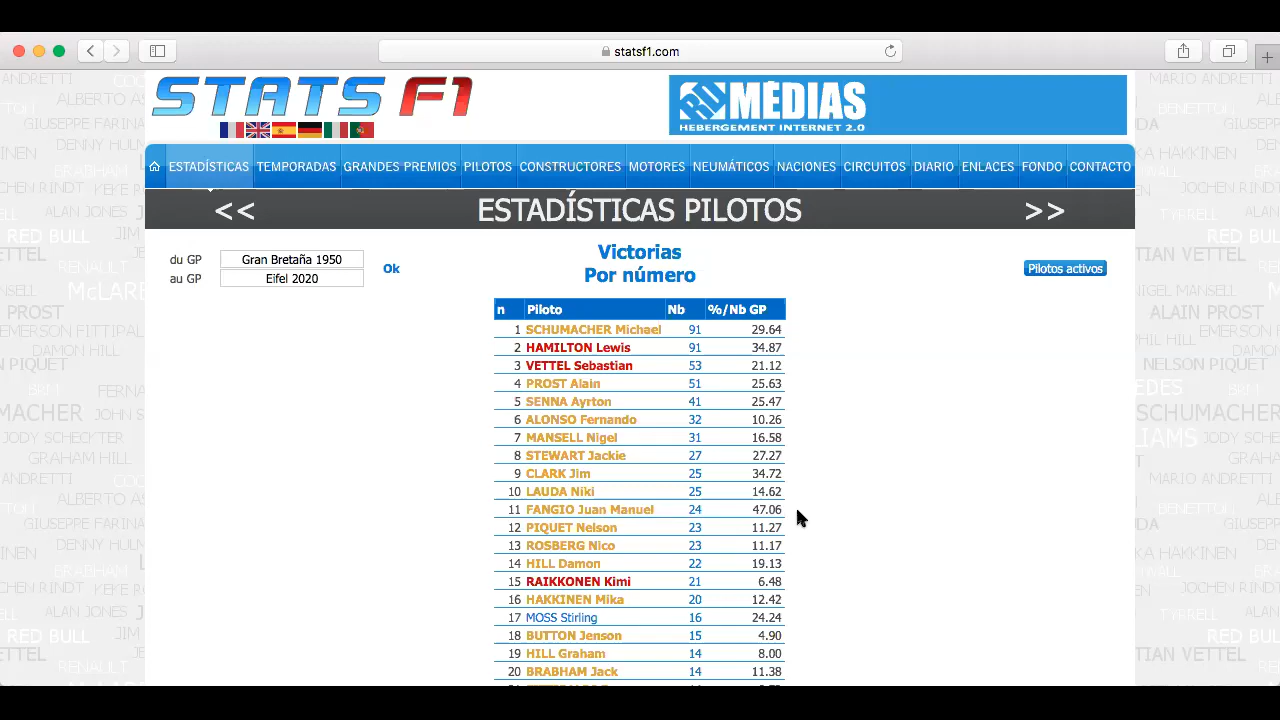 statsf1.com
STATS F1
MÉDIAS
HEBERGEMENT INTERNET 2.0
ESTADÍSTICAS TEMPORADAS GRANDES PREMIOS PILOTOS CONSTRUCTORES MOTORES NEUMÁTICOS NACIONES CIRCUITOS DIARIO ENLACES FONDO CONTACTO
<< ESTADÍSTICAS PILOTOS >>
du GP Gran Bretaña 1950
au GP Eifel 2020
Ok
Victorias
Por número
Pilotos activos
n Piloto Nb %/Nb GP
1 SCHUMACHER Michael 91 29.64
2 HAMILTON Lewis 91 34.87
3 VETTEL Sebastian 53 21.12
4 PROST Alain 51 25.63
5 SENNA Ayrton 41 25.47
6 ALONSO Fernando 32 10.26
7 MANSELL Nigel 31 16.58
8 STEWART Jackie 27 27.27
9 CLARK Jim 25 34.72
10 LAUDA Niki 25 14.62
11 FANGIO Juan Manuel 24 47.06
12 PIQUET Nelson 23 11.27
13 ROSBERG Nico 23 11.17
14 HILL Damon 22 19.13
15 RAIKKONEN Kimi 21 6.48
16 HAKKINEN Mika 20 12.42
17 MOSS Stirling 16 24.24
18 BUTTON Jenson 15 4.90
19 HILL Graham 14 8.00
20 BRABHAM Jack 14 11.38